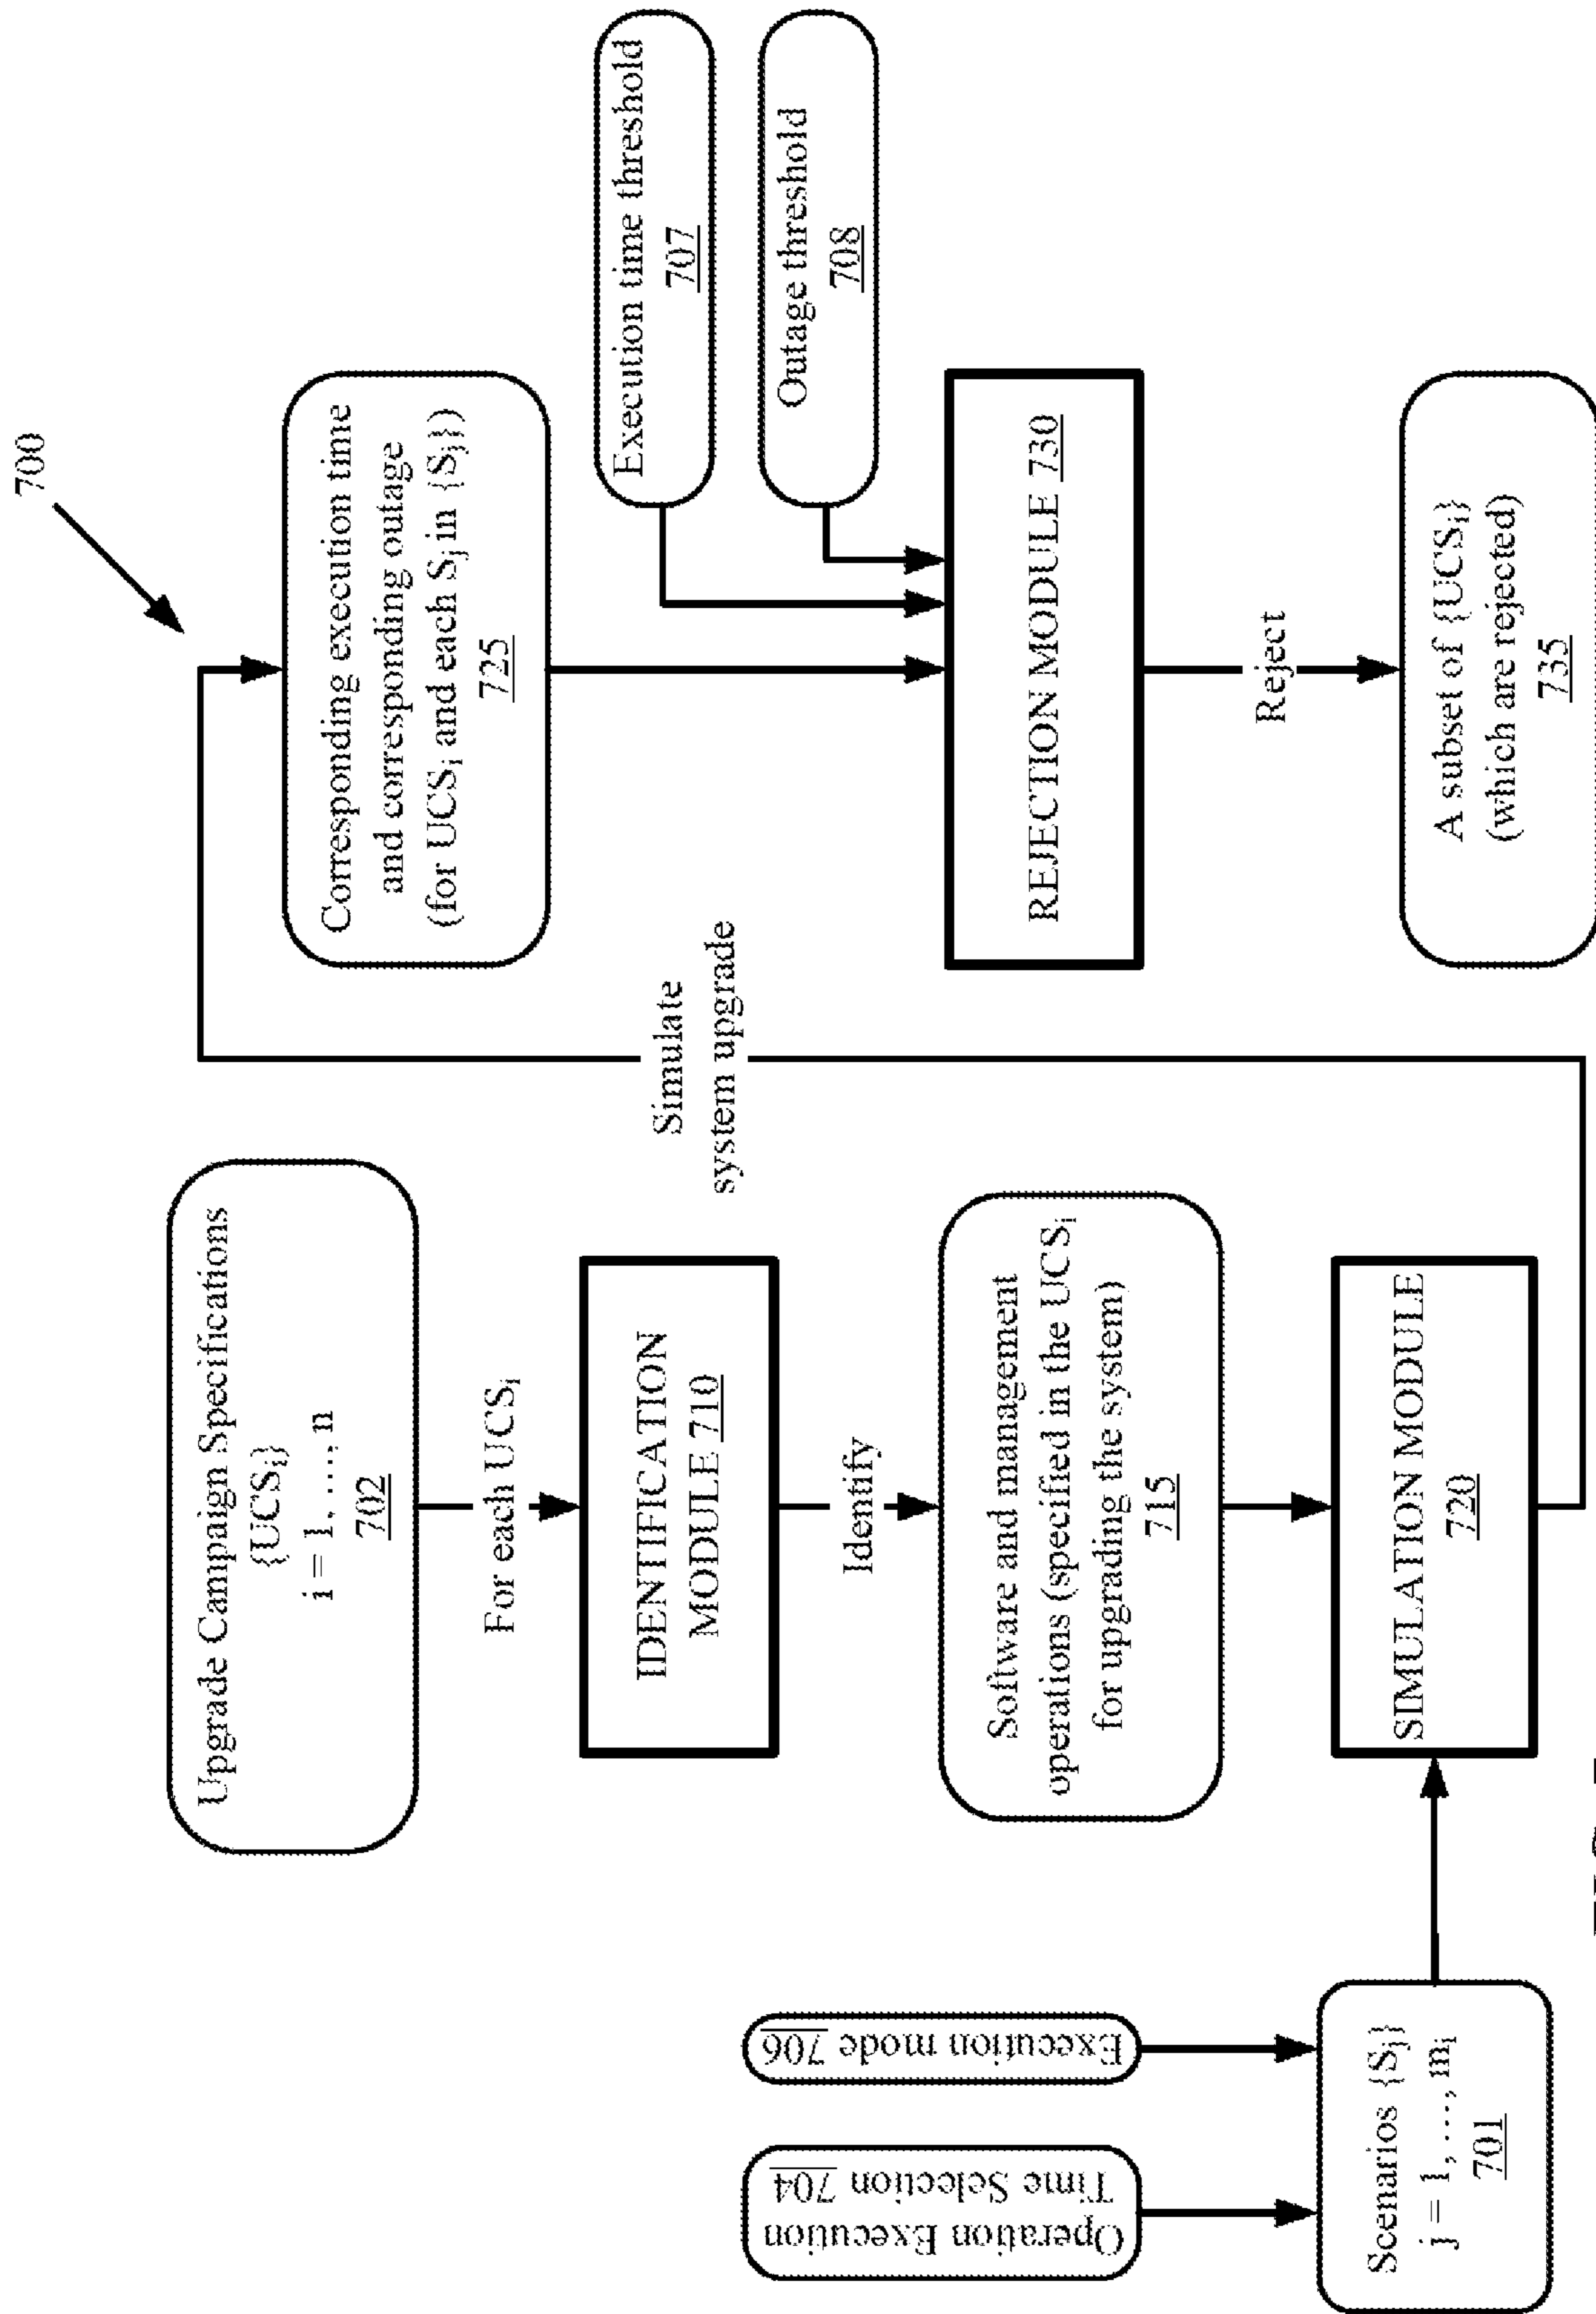 700
Upgrade Campaign Specifications
{UCSi}
i = 1, …, n
702
For each UCSi
IDENTIFICATION
MODULE 710
Identify
Software and management
operations (specified in the UCSi
for upgrading the system)
715
Operation Execution
Time Selection 704
Execution mode 706
Scenarios {Sj}
j = 1, …, mi
701
SIMULATION MODULE
720
Simulate
system upgrade
Corresponding execution time
and corresponding outage
(for UCSi and each Sj in {Sj})
725
Execution time threshold
707
Outage threshold
708
REJECTION MODULE 730
Reject
A subset of {UCSi}
(which are rejected)
735